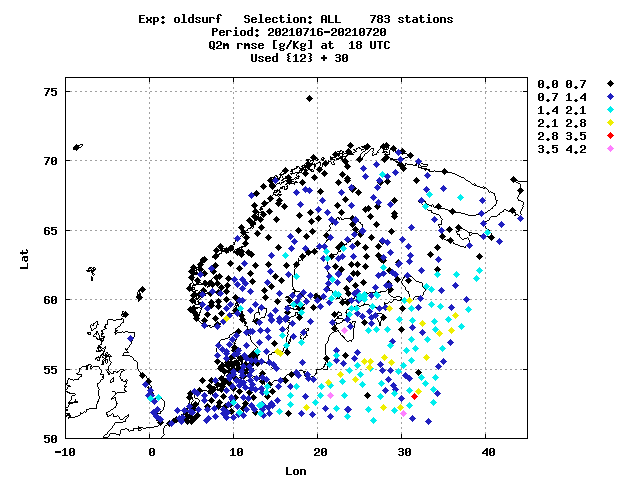 Exp: oldsurf   Selection: ALL    783 stations
Period: 20210716-20210720
Q2m rmse [g/Kg] at  18 UTC
Used {12} + 30
0.0 0.7
0.7 1.4
1.4 2.1
2.1 2.8
2.8 3.5
3.5 4.2
75
70
65
60
55
50
Lat
-10 0 10 20 30 40
Lon